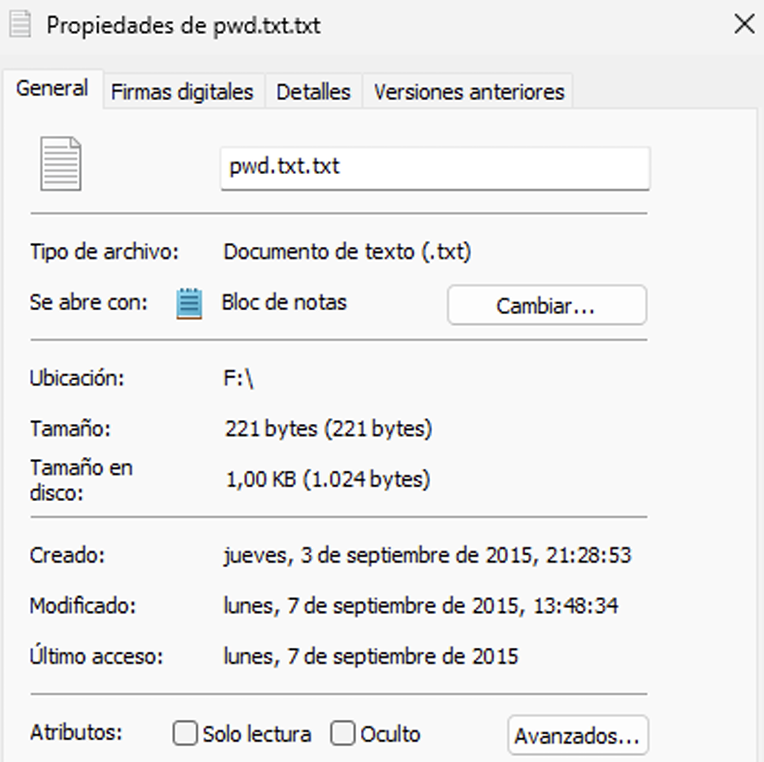 Propiedades de pwd.txt.txt
General Firmas digitales Detalles Versiones anteriores
pwd.txt.txt
Tipo de archivo: Documento de texto (.txt)
Se abre con: Bloc de notas Cambiar...
Ubicación: F:\
Tamaño: 221 bytes (221 bytes)
Tamaño en
disco: 1,00 KB (1.024 bytes)
Creado: jueves, 3 de septiembre de 2015, 21:28:53
Modificado: lunes, 7 de septiembre de 2015, 13:48:34
Último acceso: lunes, 7 de septiembre de 2015
Atributos: Solo lectura Oculto Avanzados...